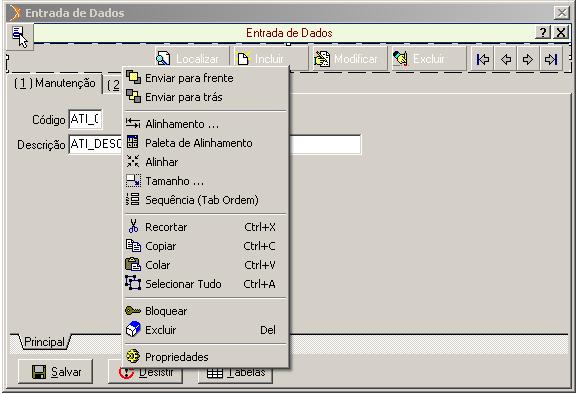 Entrada de Dados
Entrada de Dados
Localizar Incluir Modificar Excluir
(1) Manutenção (2
Código ATI_C
Descrição ATI_DESC
Enviar para frente
Enviar para trás
Alinhamento ...
Paleta de Alinhamento
Alinhar
Tamanho ...
Sequência (Tab Ordem)
Recortar Ctrl+X
Copiar Ctrl+C
Colar Ctrl+V
Selecionar Tudo Ctrl+A
Bloquear
Excluir Del
Propriedades
Principal
Salvar Desistir Tabelas